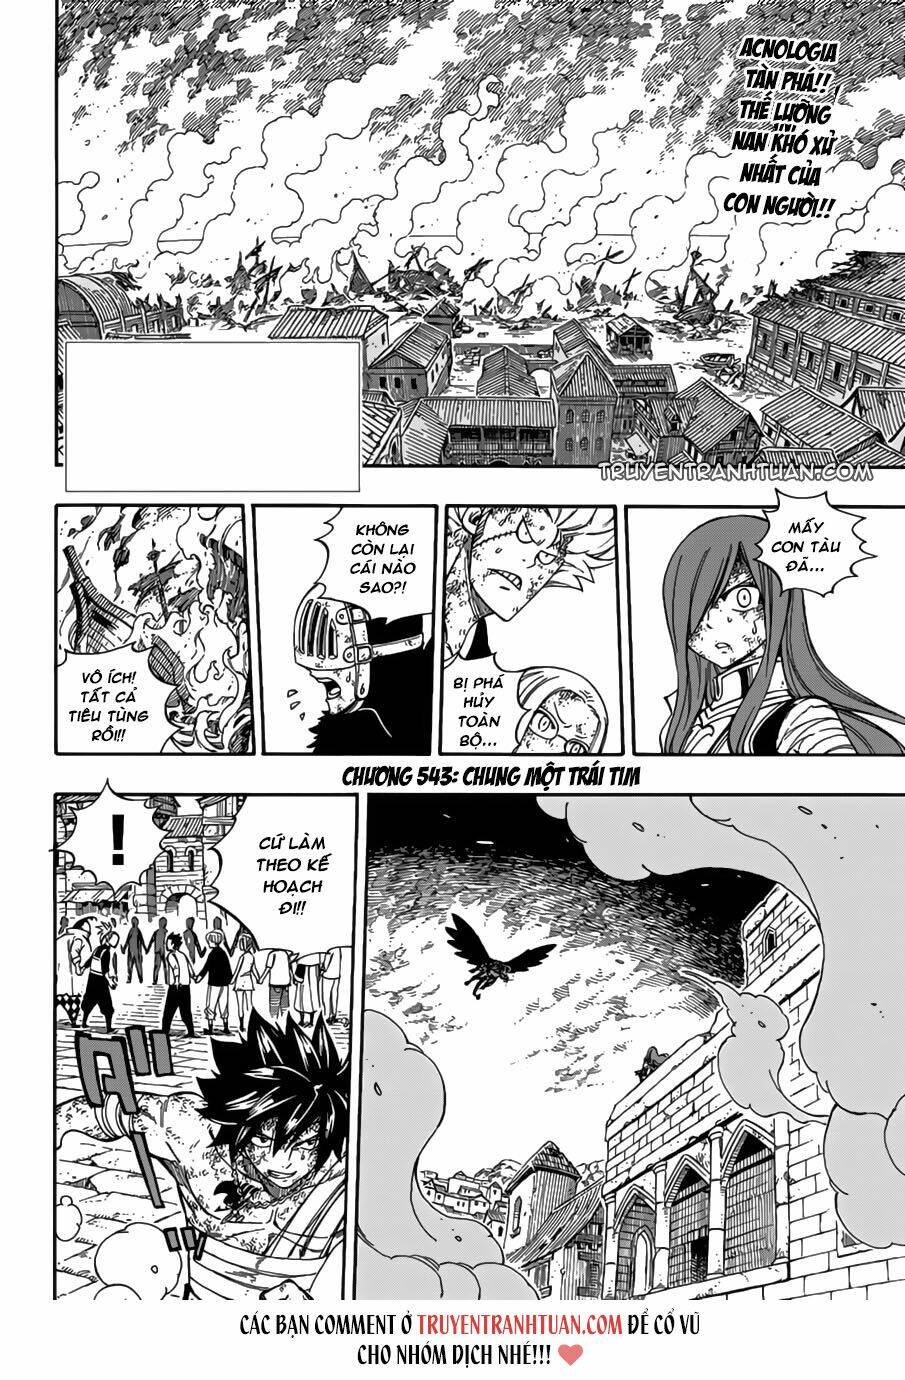 ACNOLOGIA
TÀN PHÁ!!
THẾ LƯỠNG
NAN KHÓ XỬ
NHẤT CỦA
CON NGƯỜI!!
TRUYENTRANHTUAN.COM
MẤY
CON TÀU
ĐÃ...
BỊ PHÁ
HỦY
TOÀN
BỘ...
KHÔNG
CÒN LẠI
CÁI NÀO
SAO?!
VÔ ÍCH!
TẤT CẢ
TIÊU TÙNG
RỒI!!
CHƯƠNG 543: CHUNG MỘT TRÁI TIM
CỨ LÀM
THEO KẾ
HOẠCH
ĐI!!
!
ダッ
CÁC BẠN COMMENT Ở TRUYENTRANHTUAN.COM ĐỂ CỔ VŨ
CHO NHÓM DỊCH NHÉ!!! ❤